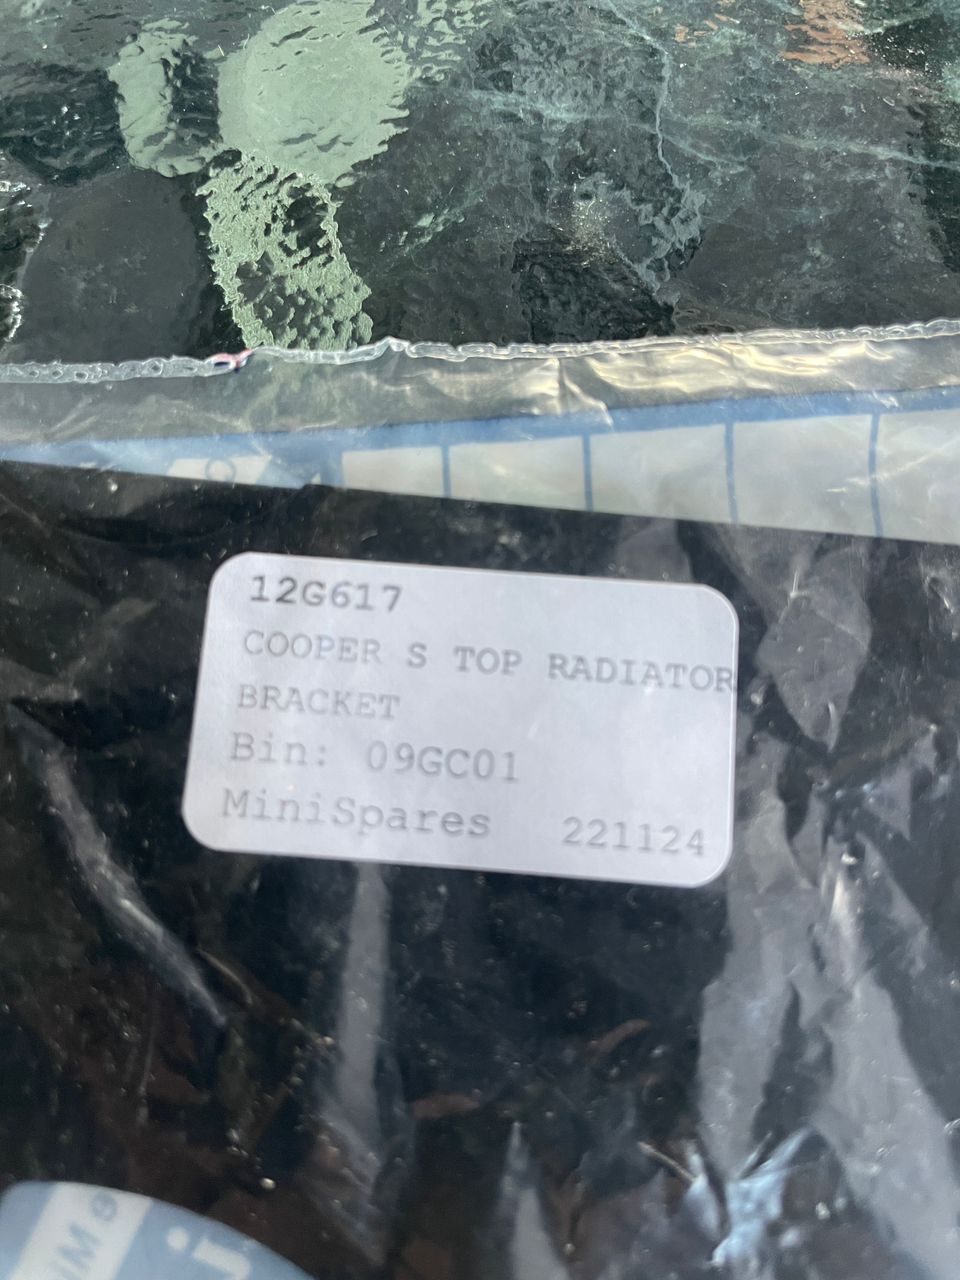 12G617
COOPER S TOP RADIATOR
BRACKET
Bin: 09GC01
MiniSpares 221124